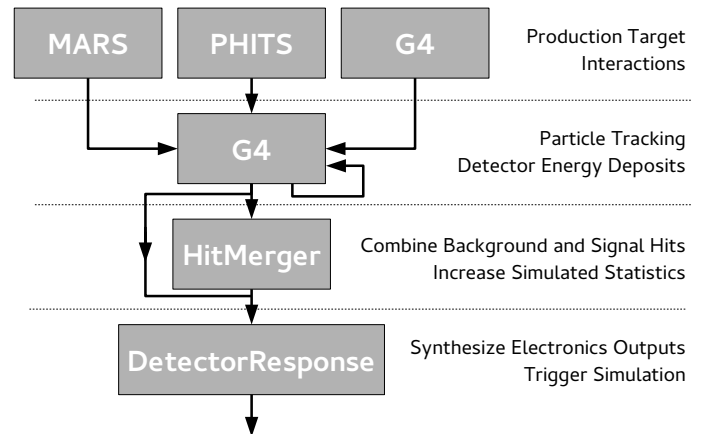 MARS
PHITS
G4
Production Target
Interactions
G4
Particle Tracking
Detector Energy Deposits
HitMerger
Combine Background and Signal Hits
Increase Simulated Statistics
DetectorResponse
Synthesize Electronics Outputs
Trigger Simulation